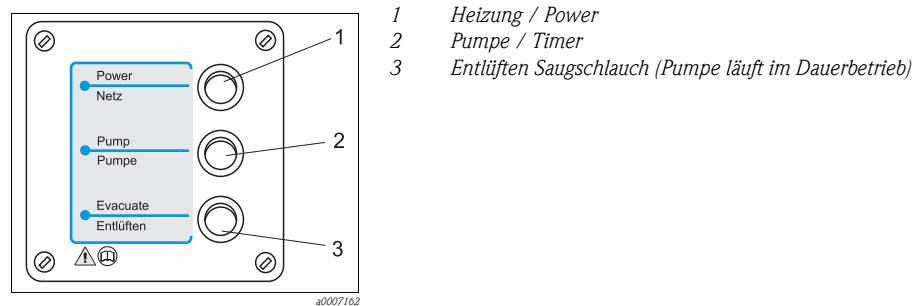 1 Heizung / Power
2 Pumpe / Timer
3 Entlüften Saugschlauch (Pumpe läuft im Dauerbetrieb)
Power
Netz
1
Pump
Pumpe
2
Evacuate
Entlüften
3
a0007162